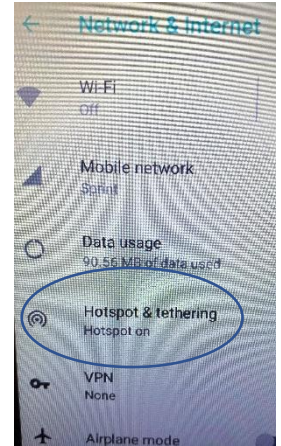 Network & Internet
Wi-Fi
Off
Mobile network
Sprint
Data usage
90.56 MB of data used
Hotspot & tethering
Hotspot on
VPN
None
Airplane mode